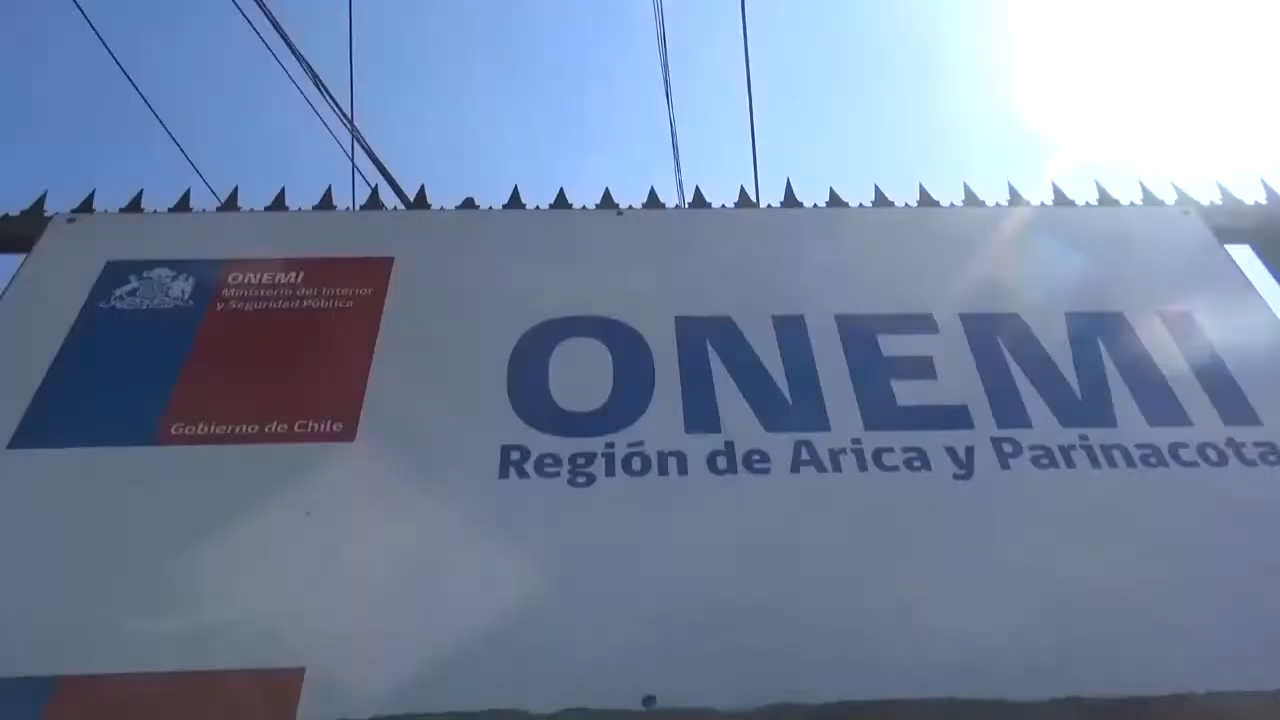 ONEMI
Ministerio del Interior
y Seguridad Pública
Gobierno de Chile
ONEMI
Región de Arica y Parinacota